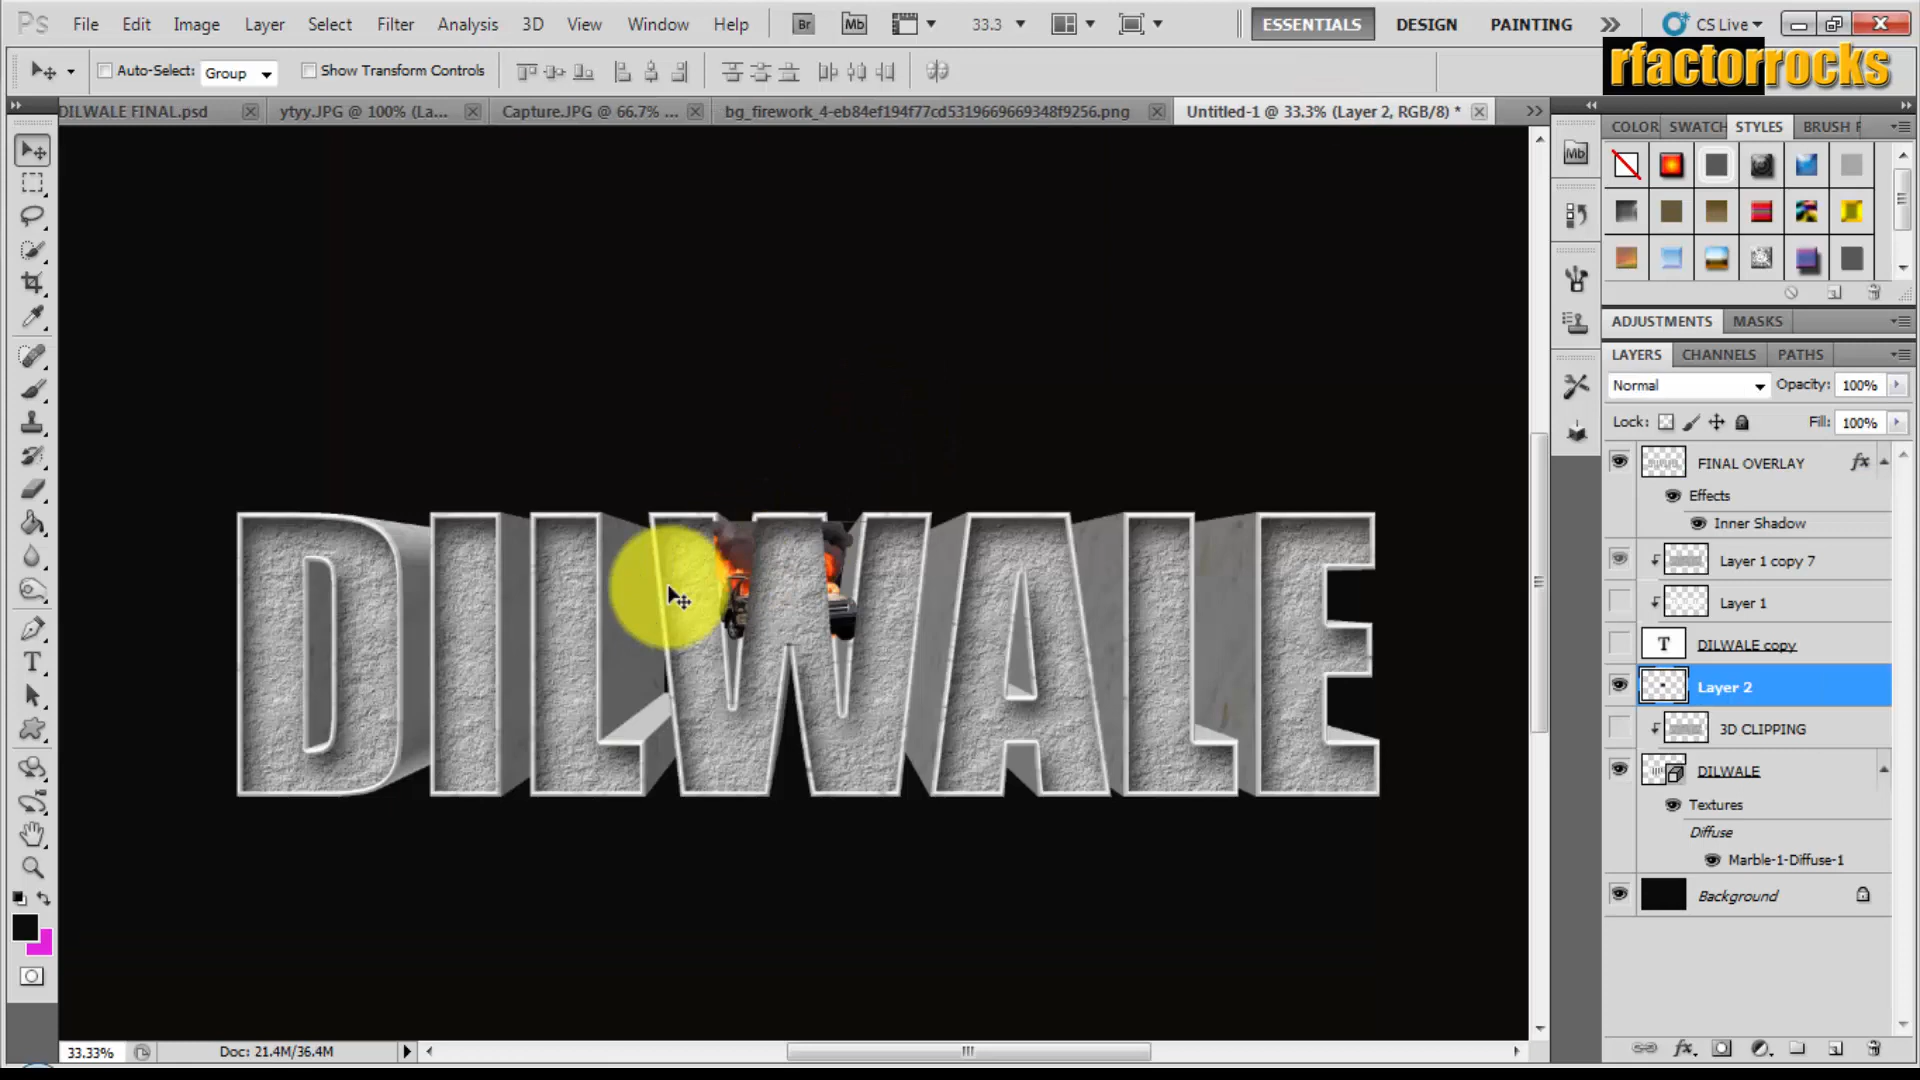 Ps File Edit Image Layer Select Filter Analysis 3D View Window Help Br Mb 33.3 ESSENTIALS DESIGN PAINTING CS Live
rfactorrocks
Auto-Select: Group Show Transform Controls
DILWALE FINAL.psd ytyy.JPG @ 100% (La... Capture.JPG @ 66.7% ... bg_firework_4-eb84ef194f77cd5319669669348f9256.png Untitled-1 @ 33.3% (Layer 2, RGB/8) *
COLOR SWATCH STYLES BRUSH P
Mb
ADJUSTMENTS MASKS
LAYERS CHANNELS PATHS
Normal Opacity: 100%
Lock: Fill: 100%
FINAL OVERLAY fx
Effects
Inner Shadow
Layer 1 copy 7
Layer 1
T DILWALE copy
Layer 2
3D CLIPPING
DILWALE
Textures
Diffuse
Marble-1-Diffuse-1
Background
DILWALE
T
33.33% Doc: 21.4M/36.4M
fx